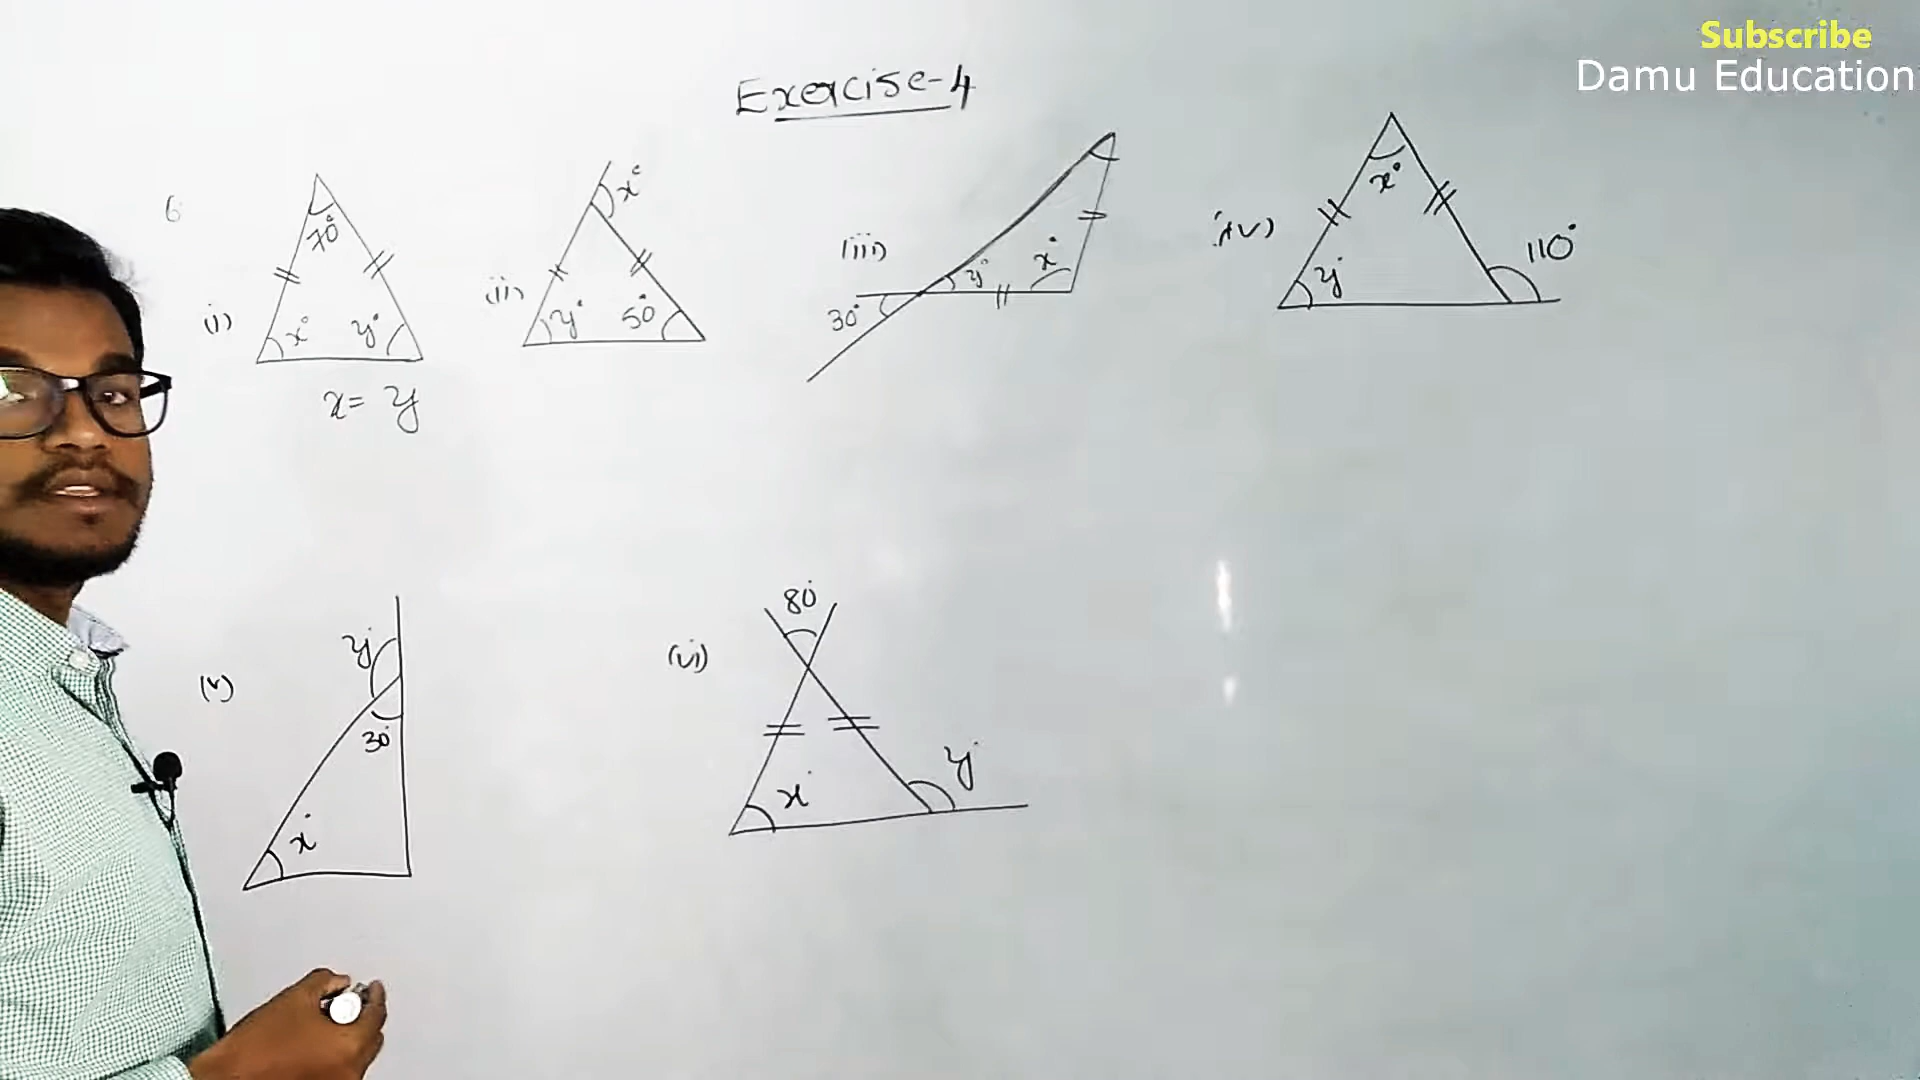 Subscribe
Damu Education
Exercise-4
6
(i)
70°
x°
y°
x = y
(ii)
x°
y°
50°
(iii)
30°
y°
x°
(iv)
x°
y°
110°
(v)
y°
30°
x°
(vi)
80°
x°
y°